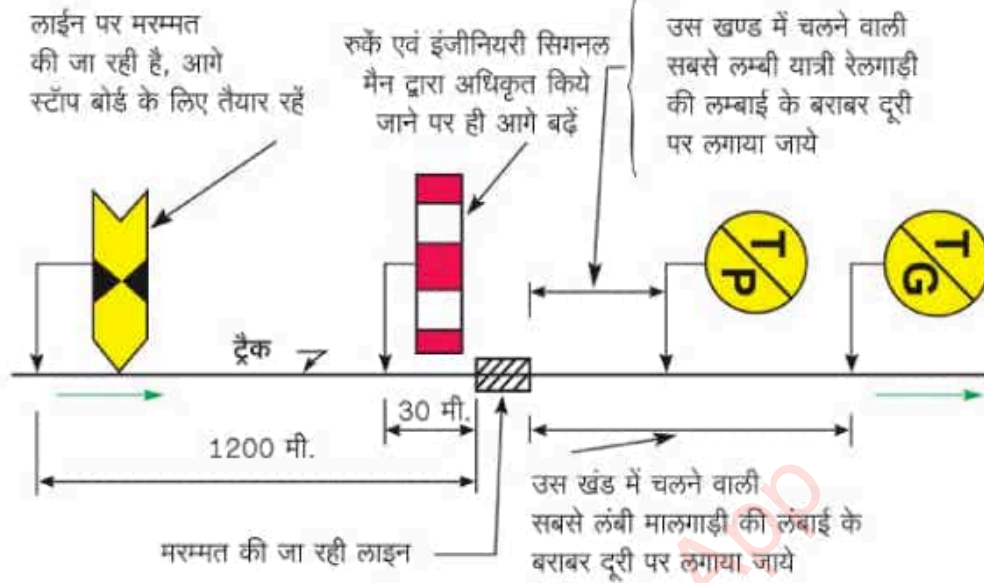 लाईन पर मरम्मत
की जा रही है, आगे
स्टॉप बोर्ड के लिए तैयार रहें
रुकें एवं इंजीनियरी सिगनल
मैन द्वारा अधिकृत किये
जाने पर ही आगे बढ़ें
उस खण्ड में चलने वाली
सबसे लम्बी यात्री रेलगाड़ी
की लम्बाई के बराबर दूरी
पर लगाया जाये
T
P
T
G
ट्रैक
30 मी.
1200 मी.
उस खंड में चलने वाली
सबसे लंबी मालगाड़ी की लंबाई के
बराबर दूरी पर लगाया जाये
मरम्मत की जा रही लाइन
App